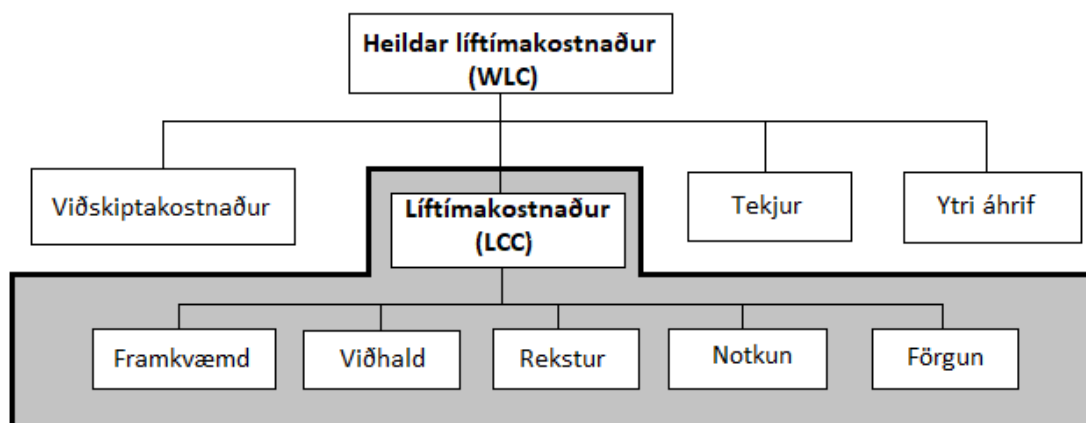 Heildar líftímakostnaður
(WLC)
Viðskiptakostnaður
Líftímakostnaður
(LCC)
Tekjur
Ytri áhrif
Framkvæmd
Viðhald
Rekstur
Notkun
Förgun